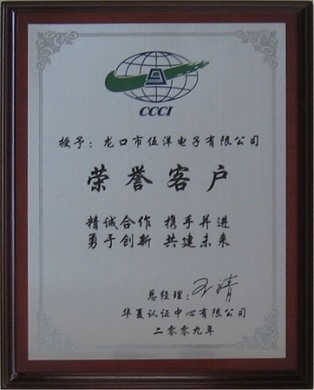 CCCI
授予：龙口市伍洋电子有限公司
荣誉客户
精诚合作 携手并进
勇于创新 共建未来
总经理：
华夏认证中心有限公司
二零零九年